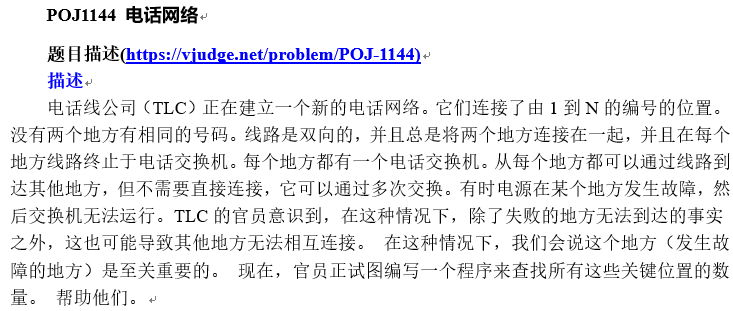 POJ1144 电话网络
题目描述(https://vjudge.net/problem/POJ-1144)
描述
电话线公司（TLC）正在建立一个新的电话网络。它们连接了由 1 到 N 的编号的位置。
没有两个地方有相同的号码。线路是双向的，并且总是将两个地方连接在一起，并且在每个
地方线路终止于电话交换机。每个地方都有一个电话交换机。从每个地方都可以通过线路到
达其他地方，但不需要直接连接，它可以通过多次交换。有时电源在某个地方发生故障，然
后交换机无法运行。TLC 的官员意识到，在这种情况下，除了失败的地方无法到达的事实
之外，这也可能导致其他地方无法相互连接。 在这种情况下，我们会说这个地方（发生故
障的地方）是至关重要的。 现在，官员正试图编写一个程序来查找所有这些关键位置的数
量。 帮助他们。